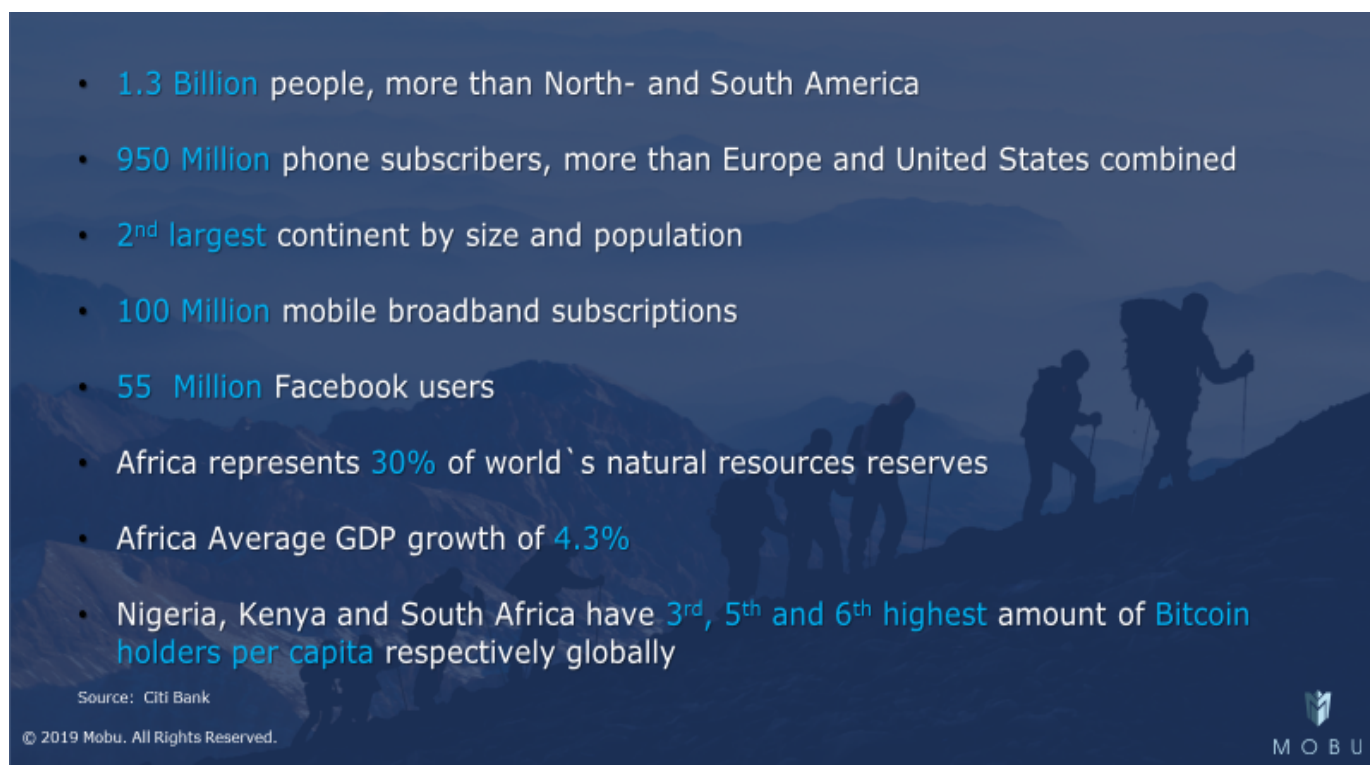 • 1.3 Billion people, more than North- and South America
• 950 Million phone subscribers, more than Europe and United States combined
• 2nd largest continent by size and population
• 100 Million mobile broadband subscriptions
• 55  Million Facebook users
• Africa represents 30% of world`s natural resources reserves
• Africa Average GDP growth of 4.3%
• Nigeria, Kenya and South Africa have 3rd, 5th and 6th highest amount of Bitcoin
holders per capita respectively globally
Source: Citi Bank
© 2019 Mobu. All Rights Reserved.
MOBU